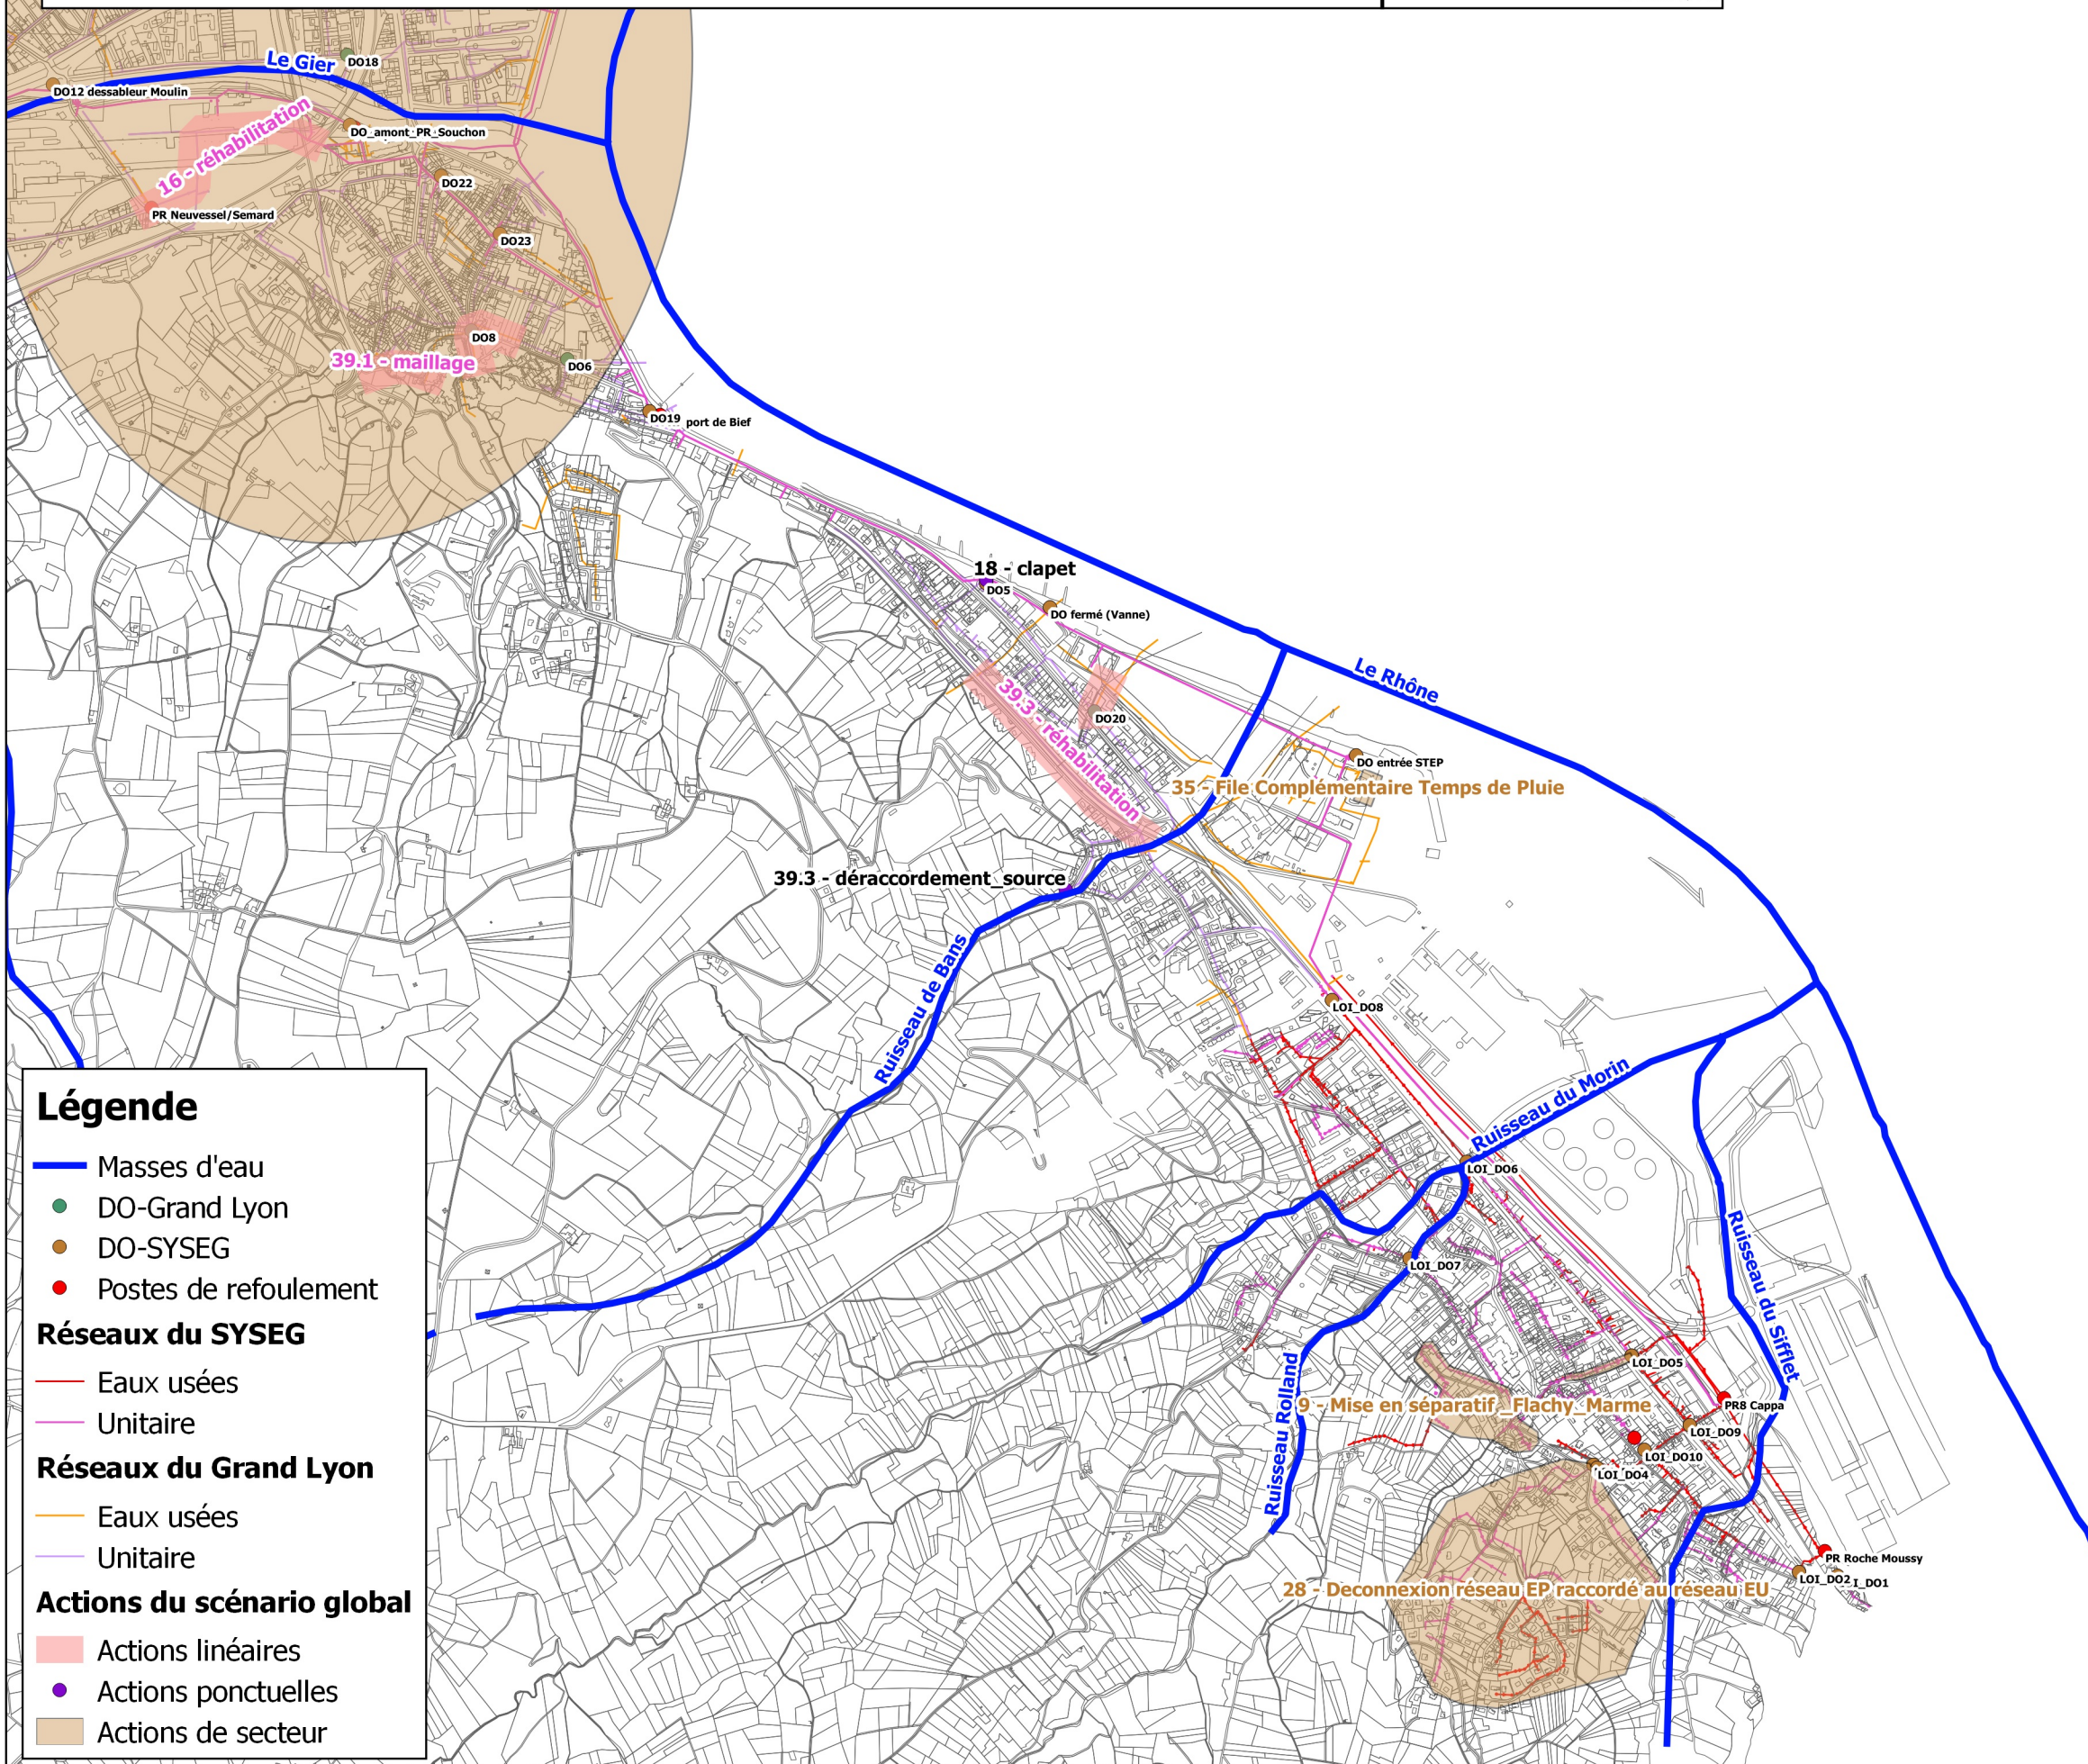 Le Gier
DO18
DO12 dessableur Moulin
16 - réhabilitation
DO_amont_PR_Souchon
DO22
PR Neuvessel/Semard
DO23
DO8
39.1 - maillage
DO6
DO19
port de Bief
18 - clapet
DO5
DO fermé (Vanne)
Le Rhône
39.3 - réhabilitation
DO20
DO entrée STEP
35 - File Complémentaire Temps de Pluie
39.3 - déraccordement_source
Ruisseau de Bans
LOI_DO8
Ruisseau du Morin
LOI_DO6
LOI_DO7
Ruisseau du Sifflet
LOI_DO5
Ruisseau Rolland
9 - Mise en séparatif _Flachy_Marme
PR8 Cappa
LOI_DO9
LOI_DO10
LOI_DO4
PR Roche Moussy
LOI_DO2
I_DO1
28 - Deconnexion réseau EP raccordé au réseau EU
Légende
Masses d'eau
DO-Grand Lyon
DO-SYSEG
Postes de refoulement
Réseaux du SYSEG
Eaux usées
Unitaire
Réseaux du Grand Lyon
Eaux usées
Unitaire
Actions du scénario global
Actions linéaires
Actions ponctuelles
Actions de secteur